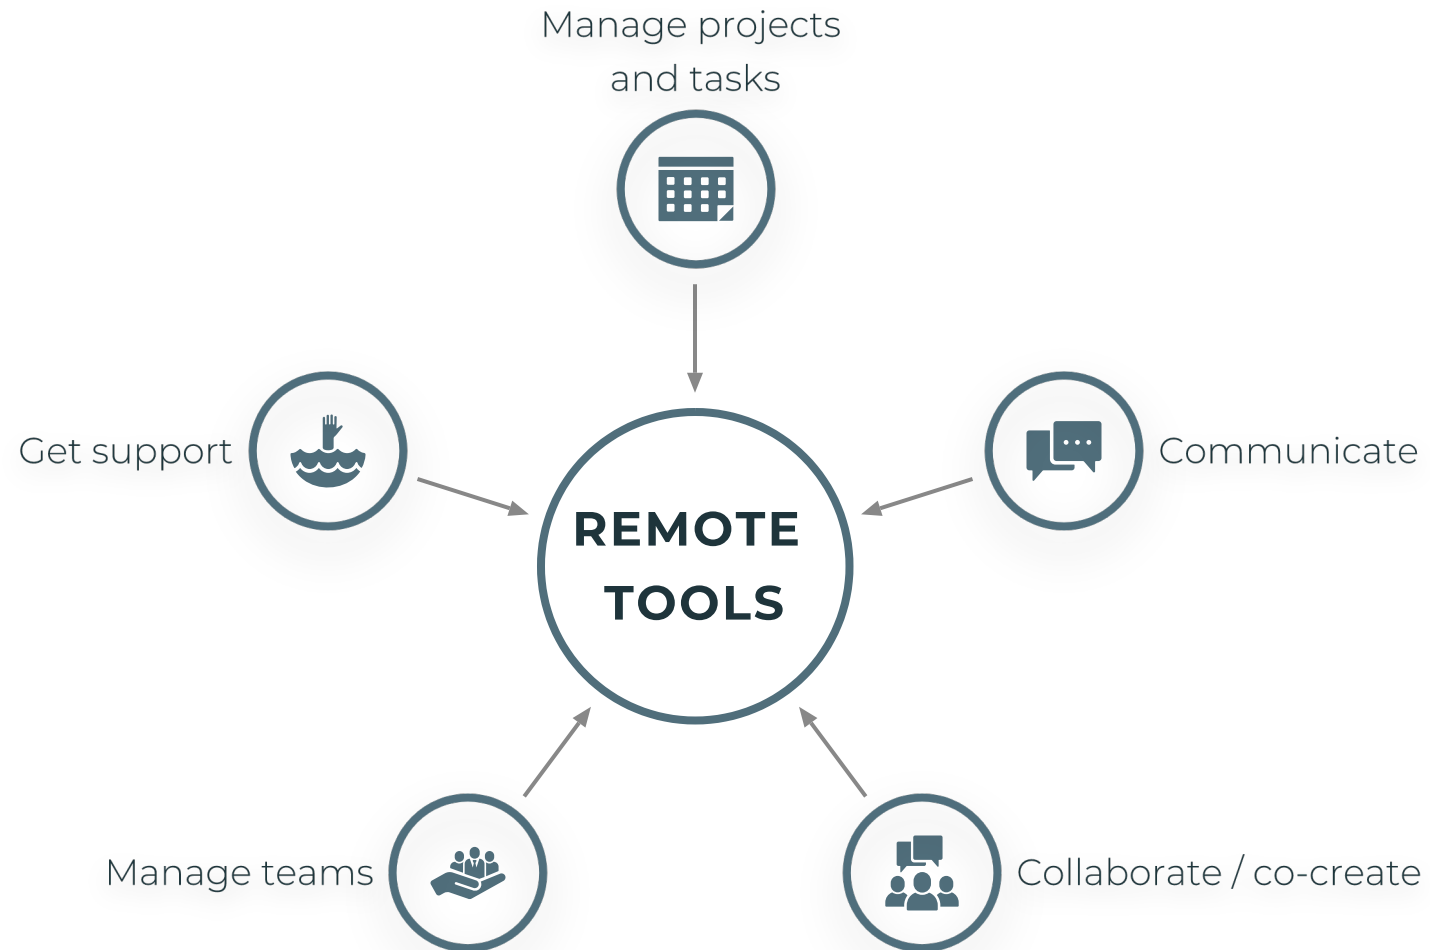 Manage projects
and tasks
Get support
Communicate
REMOTE
TOOLS
Manage teams
Collaborate / co-create